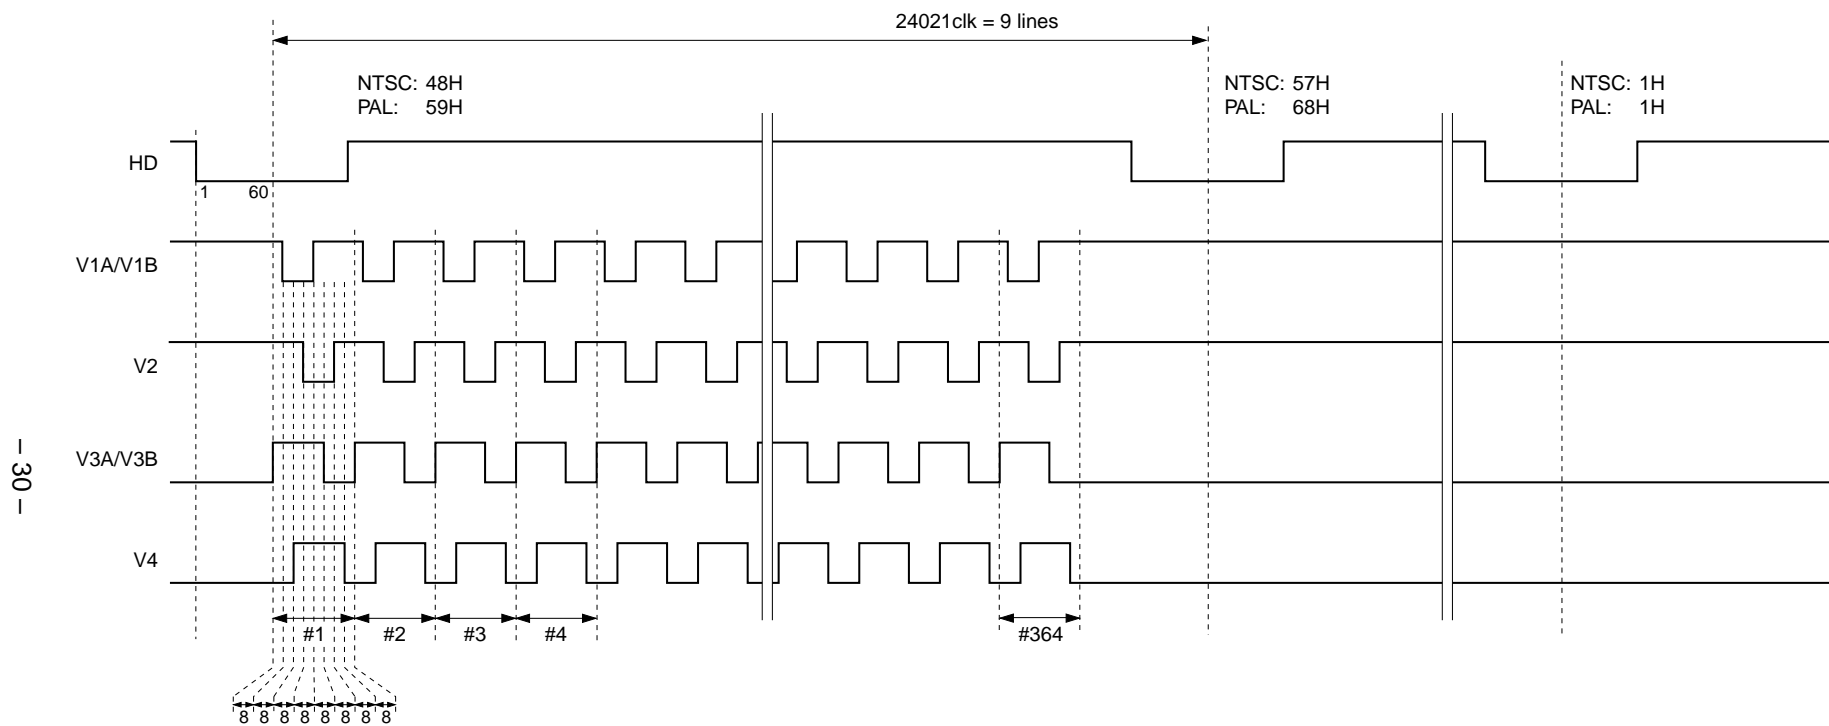 24021clk = 9 lines
NTSC: 48H
PAL: 59H
NTSC: 57H
PAL: 68H
NTSC: 1H
PAL: 1H
HD
1 60
V1A/V1B
V2
V3A/V3B
V4
#1 #2 #3 #4 #364
8 8 8 8 8 8 8 8
– 30 –